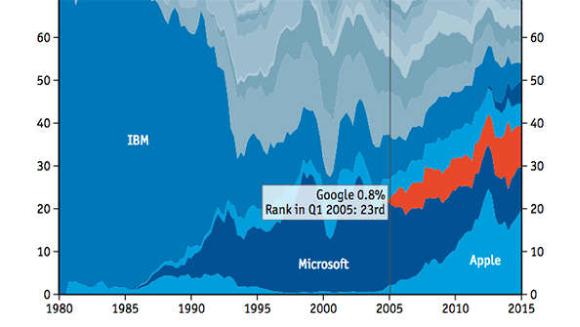 60 60
50 50
40 40
IBM
30 30
Google 0.8%
Rank in Q1 2005: 23rd
20 20
Microsoft
Apple
10 10
0 0
1980 1985 1990 1995 2000 2005 2010 2015